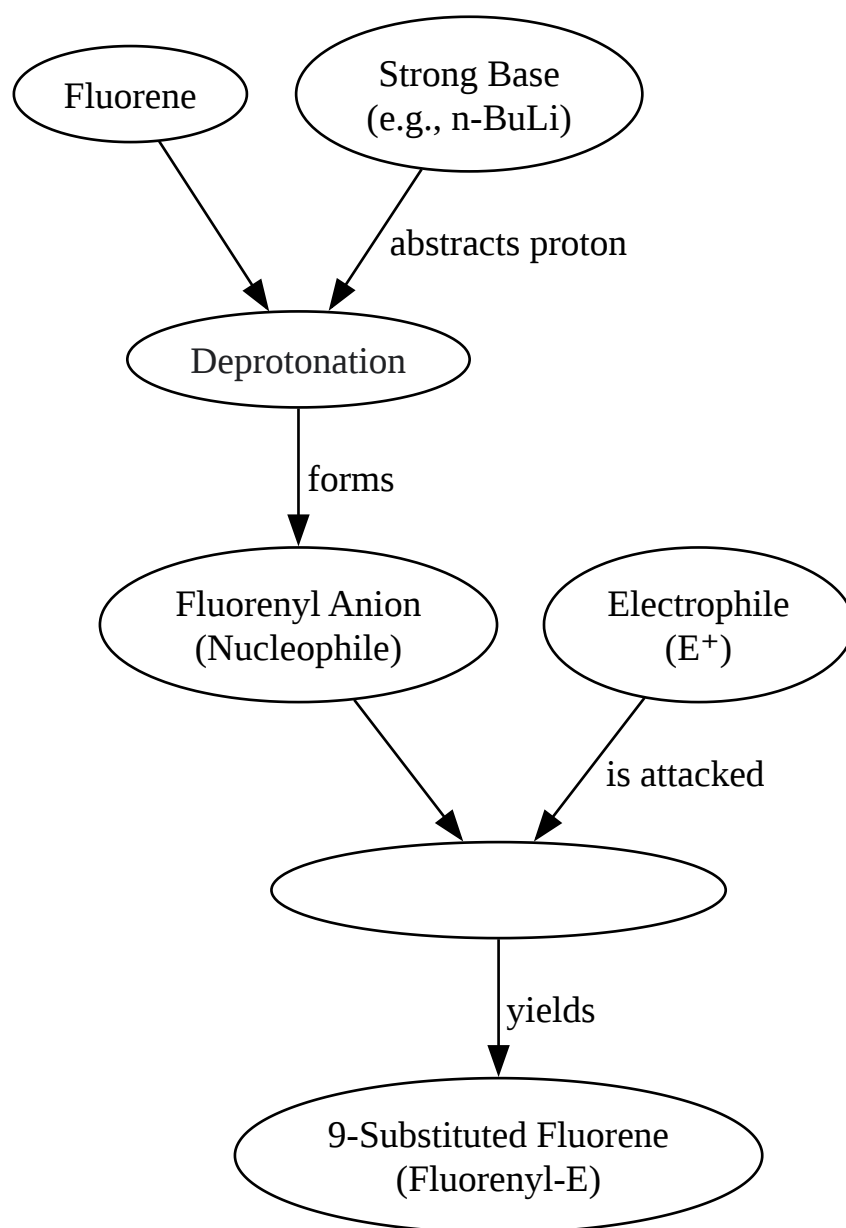 Fluorene
Strong Base
(e.g., n-BuLi)
abstracts proton
Deprotonation
forms
Fluorenyl Anion
(Nucleophile)
Electrophile
(E⁺)
is attacked
yields
9-Substituted Fluorene
(Fluorenyl-E)